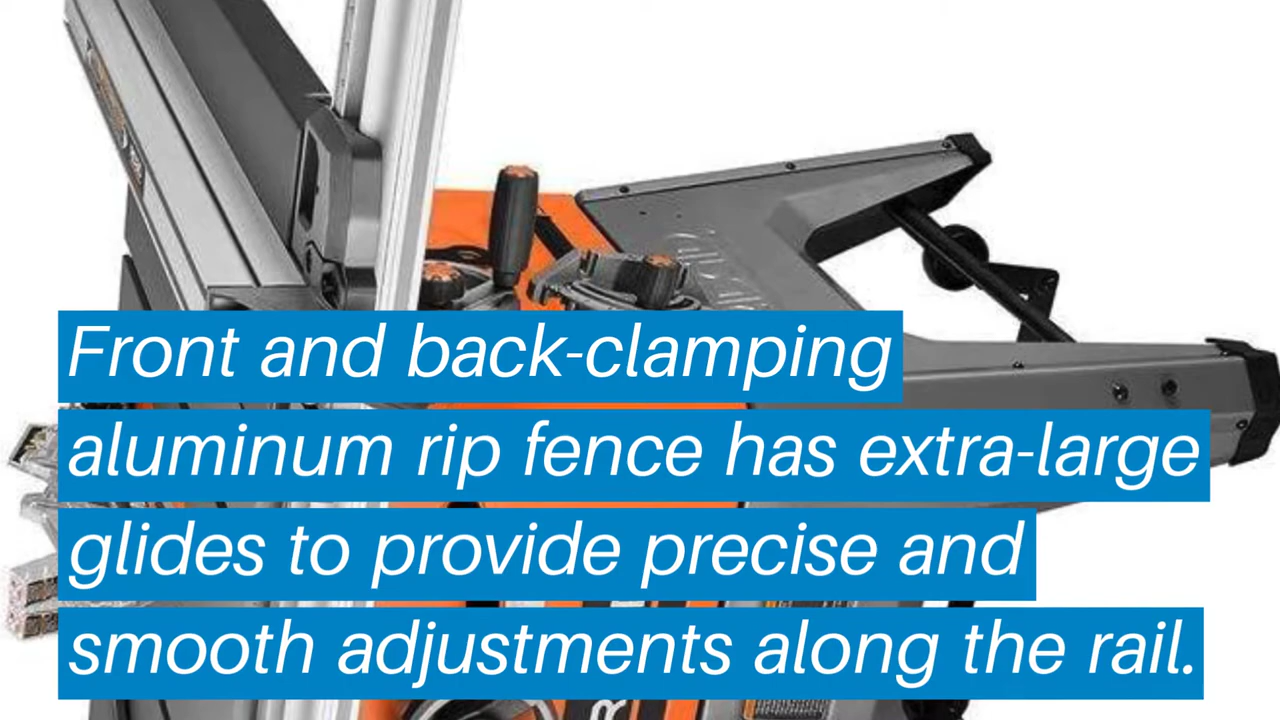 Front and back-clamping
aluminum rip fence has extra-large
glides to provide precise and
smooth adjustments along the rail.